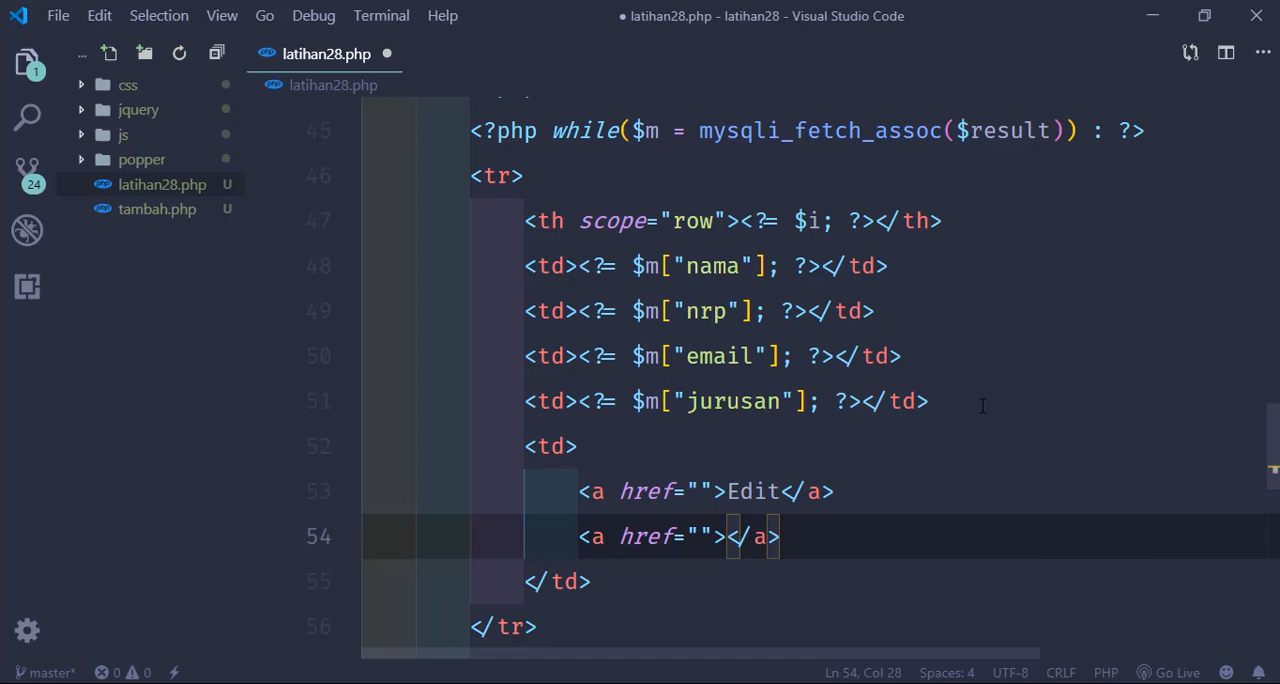 File Edit Selection View Go Debug Terminal Help
● latihan28.php - latihan28 - Visual Studio Code
1
... latihan28.php
latihan28.php
css
jquery
js
popper
24 latihan28.php U
tambah.php U
45 <?php while($m = mysqli_fetch_assoc($result)) : ?>
46 <tr>
47 <th scope="row"><?= $i; ?></th>
48 <td><?= $m["nama"]; ?></td>
49 <td><?= $m["nrp"]; ?></td>
50 <td><?= $m["email"]; ?></td>
51 <td><?= $m["jurusan"]; ?></td>
52 <td>
53 <a href="">Edit</a>
54 <a href=""></a>
55 </td>
56 </tr>
master* 0 0 Ln 54, Col 28 Spaces: 4 UTF-8 CRLF PHP Go Live